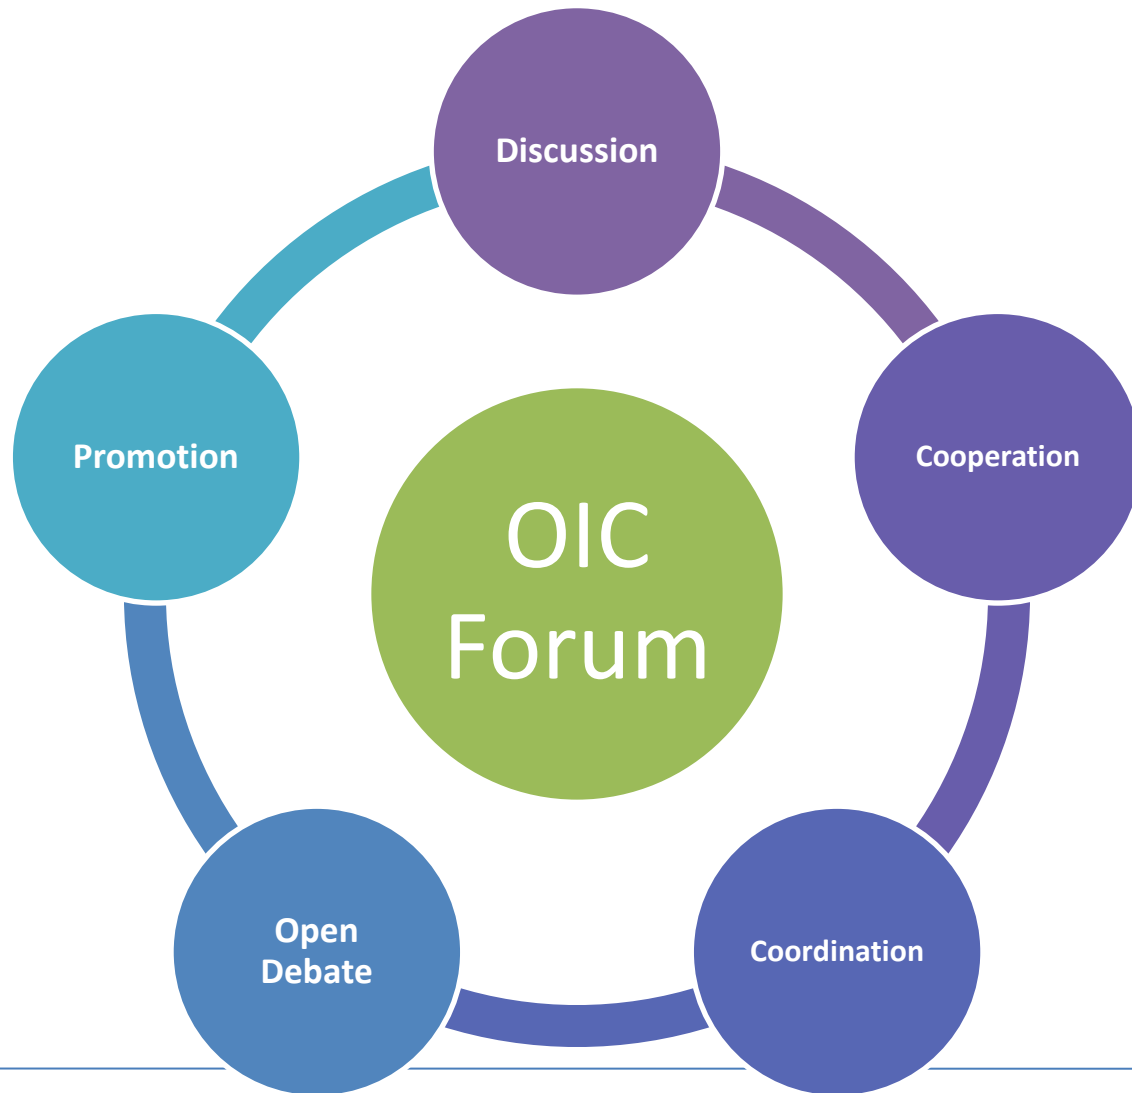 Discussion
Promotion
Cooperation
OIC
Forum
Open
Debate
Coordination